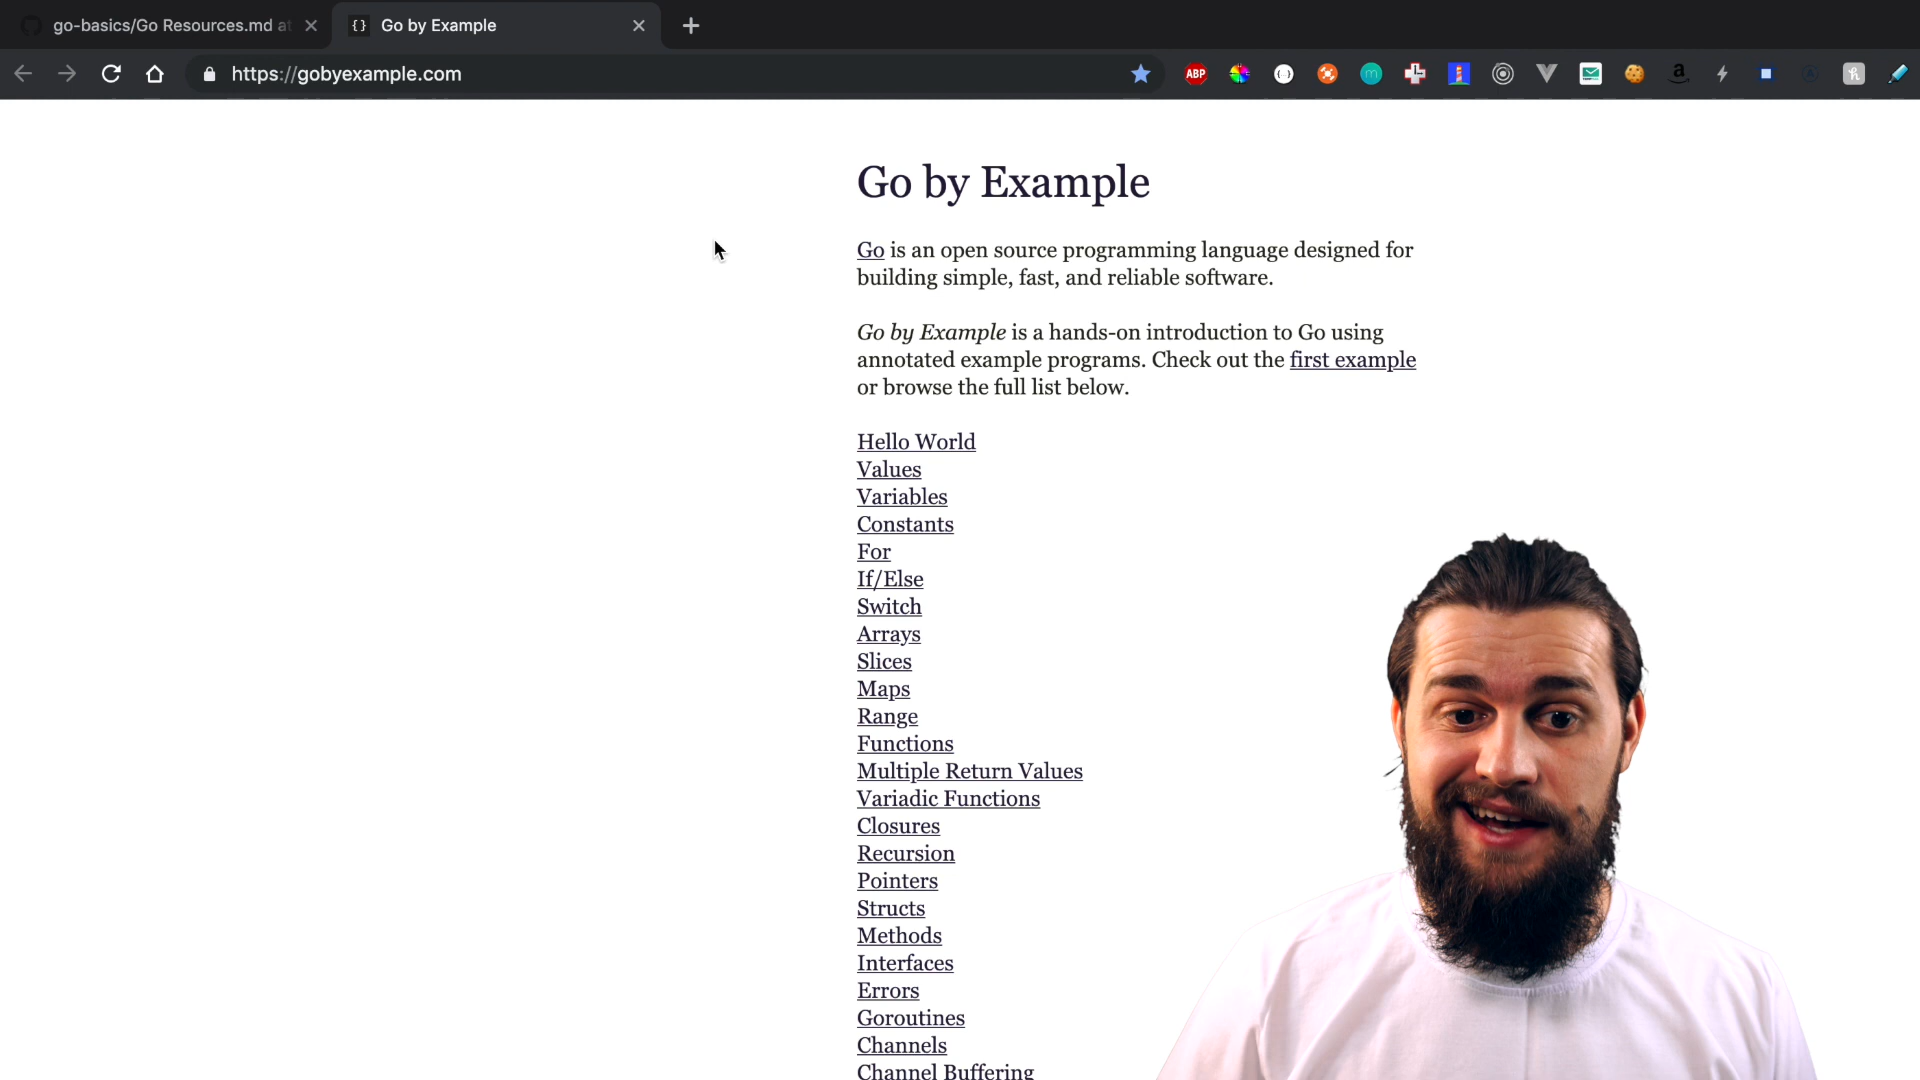 go-basics/Go Resources.md at
Go by Example
https://gobyexample.com
ABP
Go by Example
Go is an open source programming language designed for
building simple, fast, and reliable software.
Go by Example is a hands-on introduction to Go using
annotated example programs. Check out the first example
or browse the full list below.
Hello World
Values
Variables
Constants
For
If/Else
Switch
Arrays
Slices
Maps
Range
Functions
Multiple Return Values
Variadic Functions
Closures
Recursion
Pointers
Structs
Methods
Interfaces
Errors
Goroutines
Channels
Channel Buffering